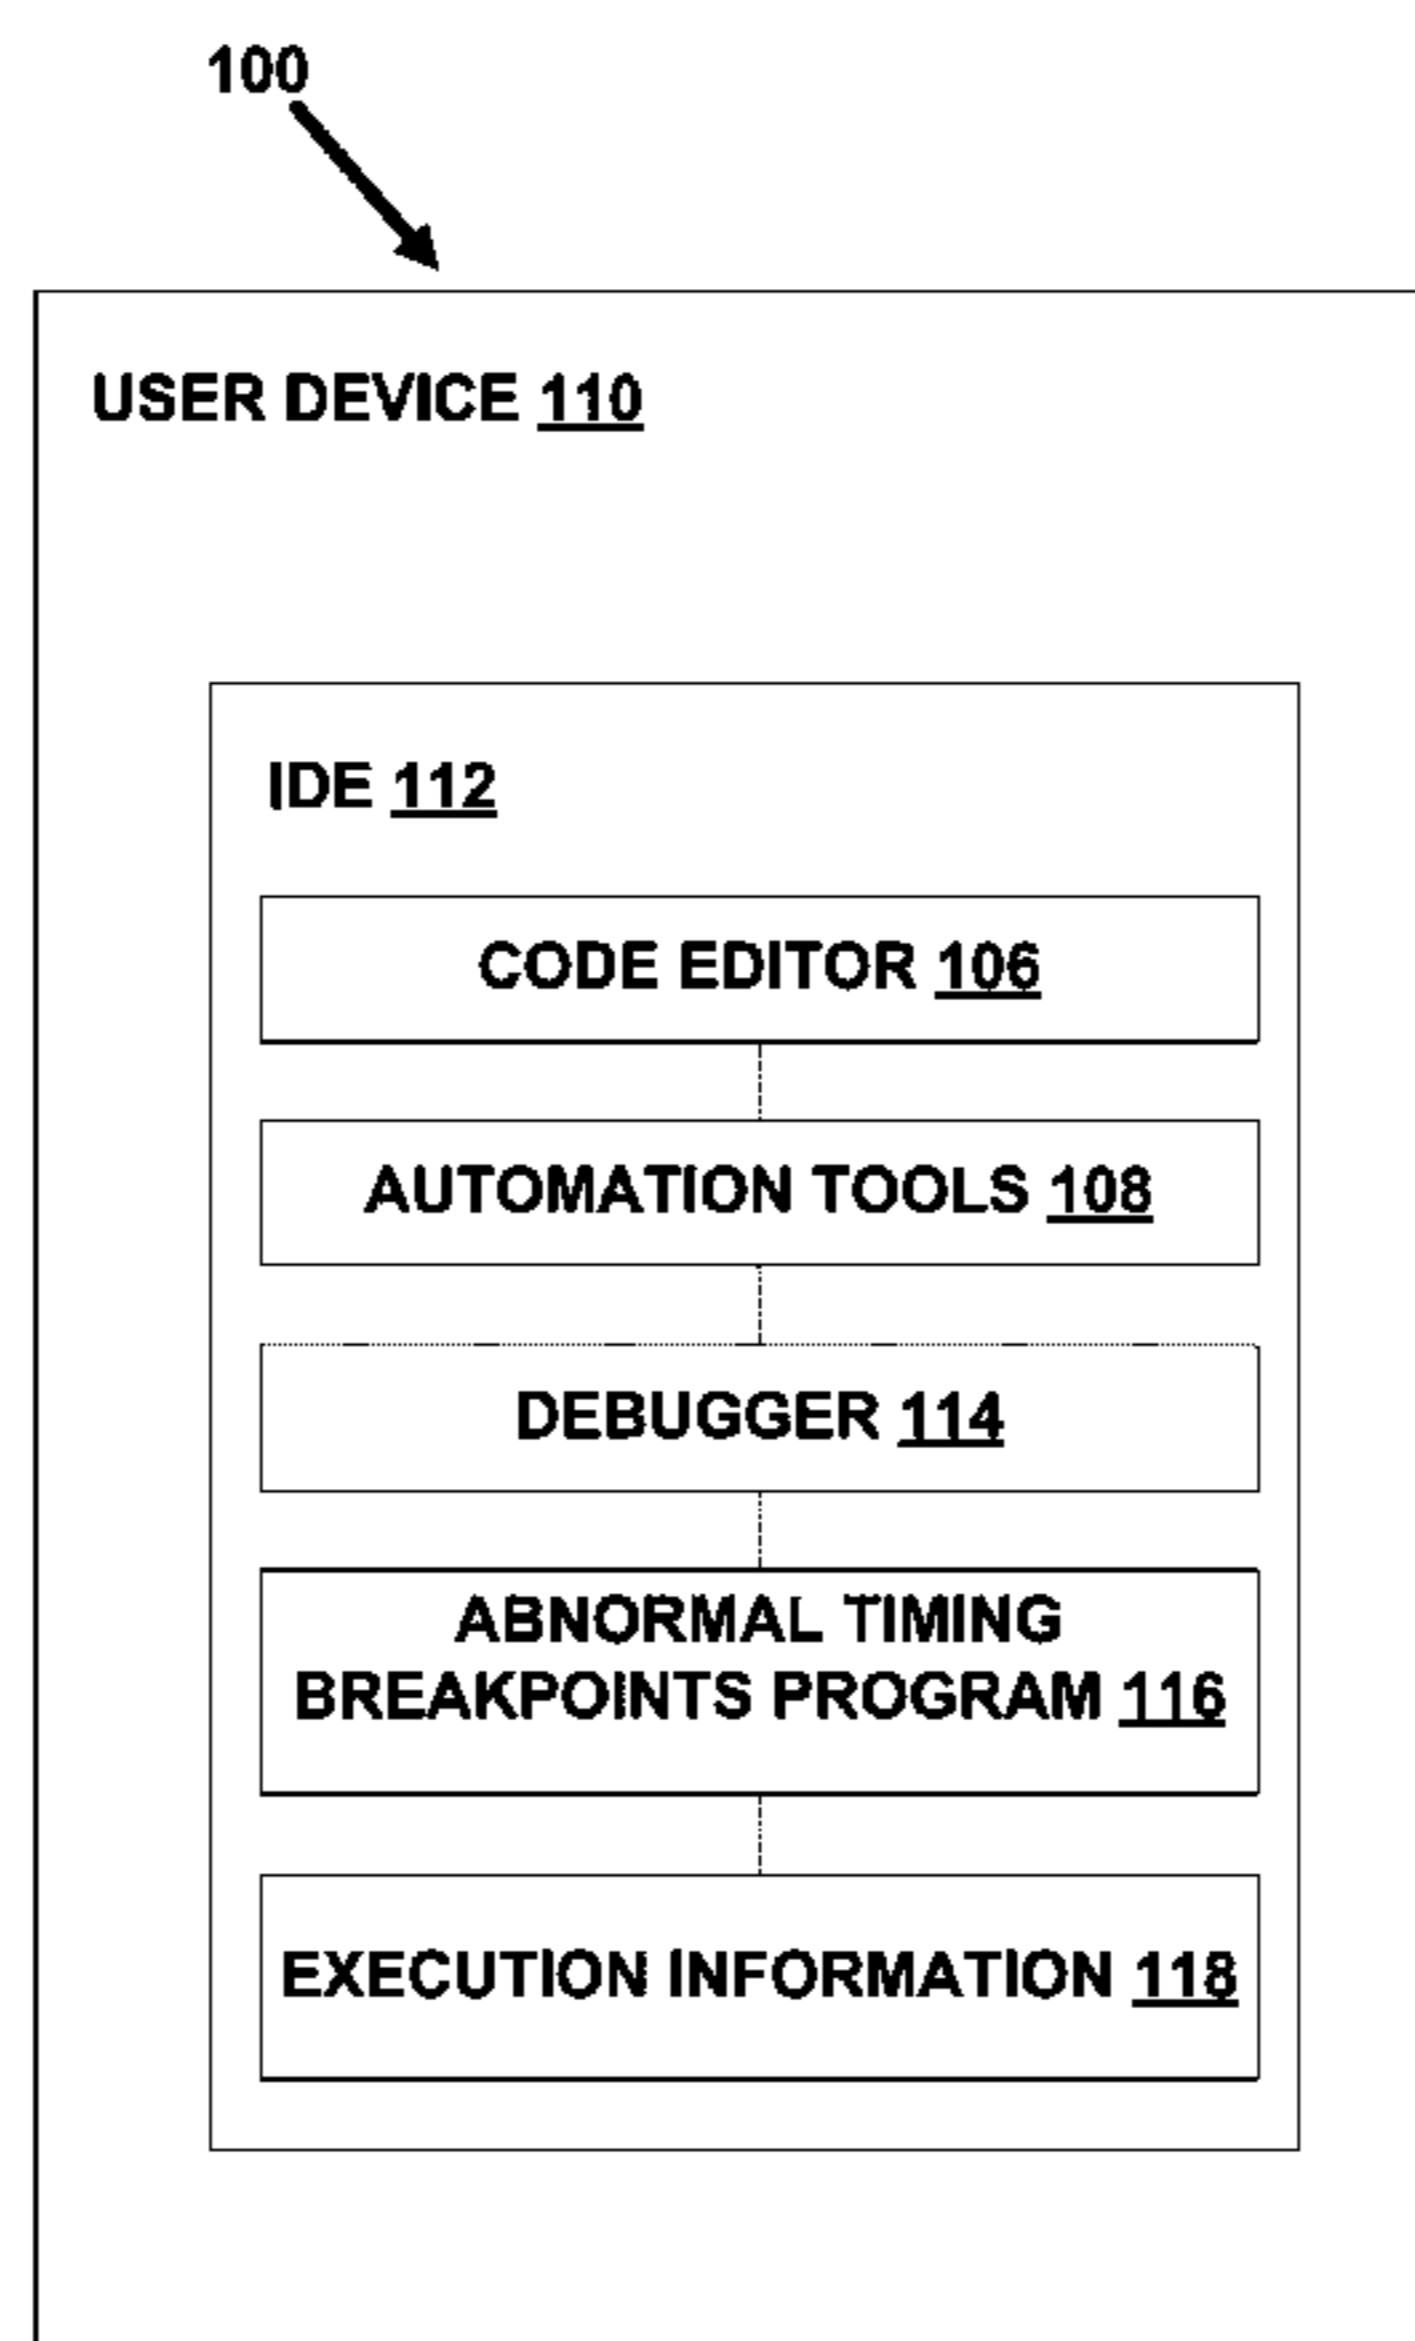 100
USER DEVICE 110
IDE 112
CODE EDITOR 106
AUTOMATION TOOLS 108
DEBUGGER 114
ABNORMAL TIMING
BREAKPOINTS PROGRAM 116
EXECUTION INFORMATION 118